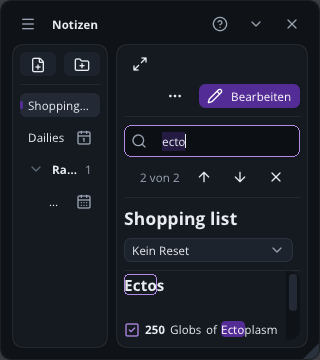 Notizen
Shopping...
Dailies
Ra... 1
...
Bearbeiten
ecto
2 von 2
Shopping list
Kein Reset
Ectos
250 Globs of Ectoplasm